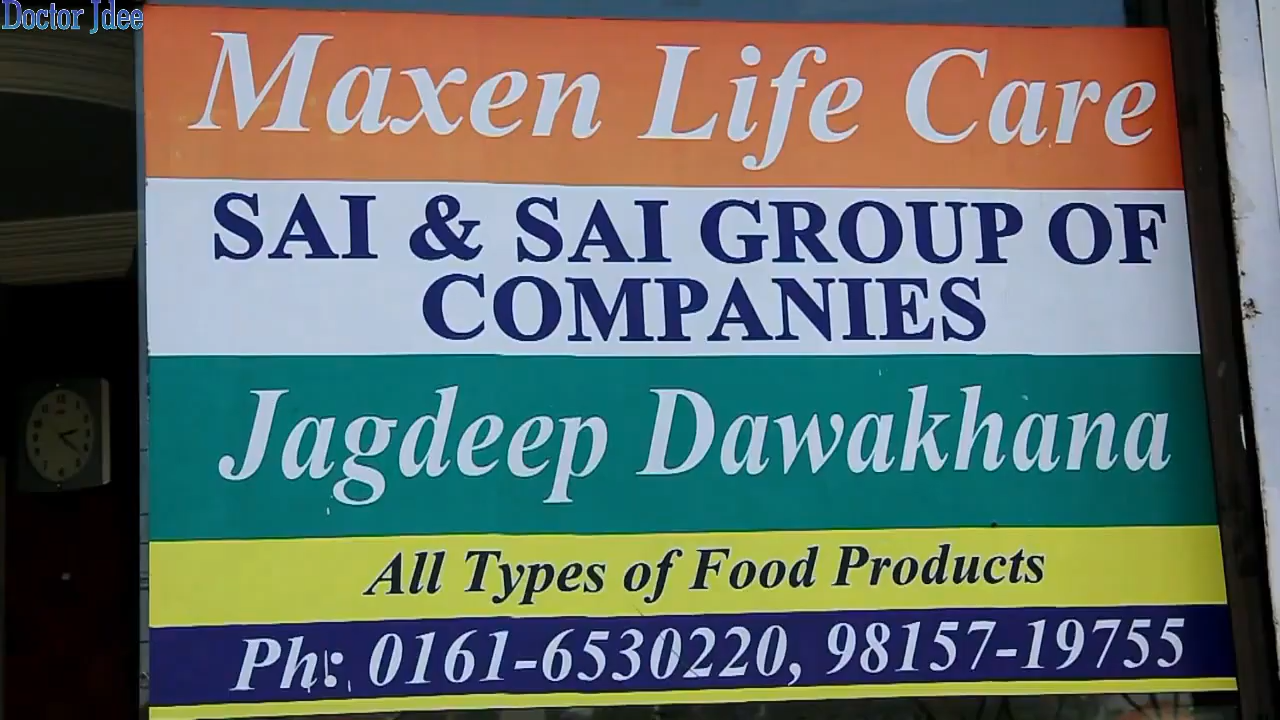 Doctor Jdee
Maxen Life Care
SAI & SAI GROUP OF
COMPANIES
Jagdeep Dawakhana
All Types of Food Products
Ph: 0161-6530220, 98157-19755